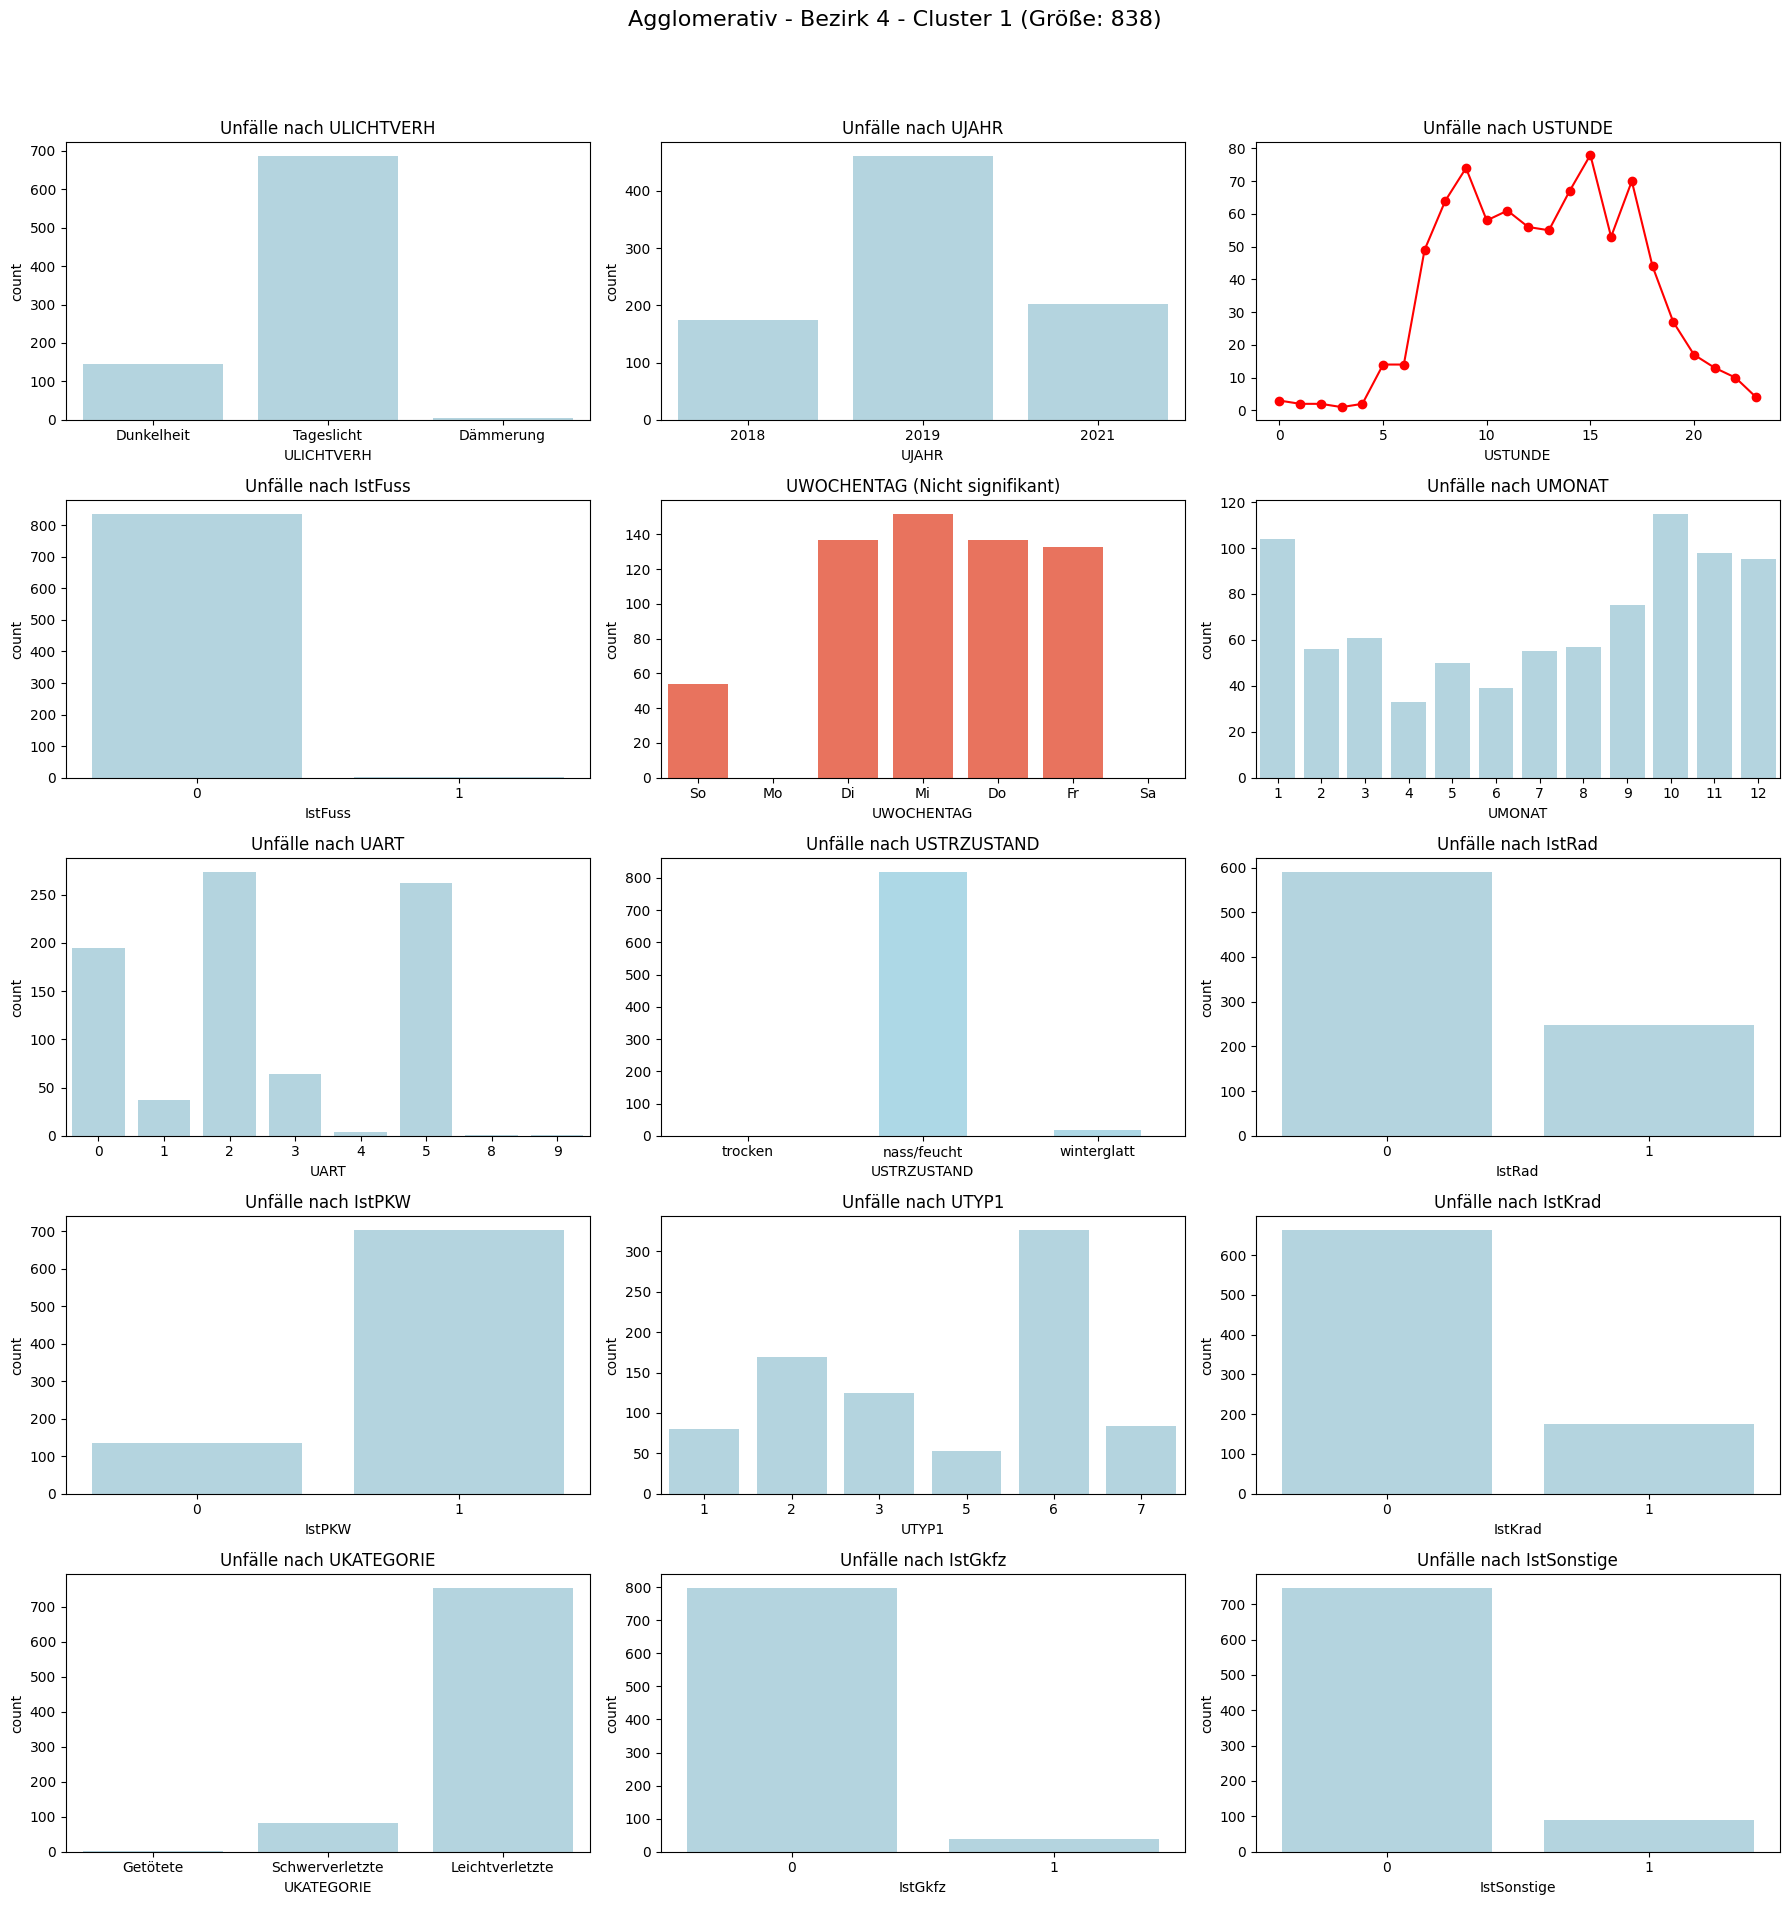 Agglomerativ - Bezirk 4 - Cluster 1 (Größe: 838)
Unfälle nach ULICHTVERH
700
600
500
400
300
200
100
0
count
Dunkelheit Tageslicht Dämmerung
ULICHTVERH
Unfälle nach UJAHR
400
300
200
100
0
count
2018 2019 2021
UJAHR
Unfälle nach USTUNDE
80
70
60
50
40
30
20
10
0
0 5 10 15 20
USTUNDE
Unfälle nach IstFuss
800
700
600
500
400
300
200
100
0
count
0 1
IstFuss
UWOCHENTAG (Nicht signifikant)
140
120
100
80
60
40
20
0
count
So Mo Di Mi Do Fr Sa
UWOCHENTAG
Unfälle nach UMONAT
120
100
80
60
40
20
0
count
1 2 3 4 5 6 7 8 9 10 11 12
UMONAT
Unfälle nach UART
250
200
150
100
50
0
count
0 1 2 3 4 5 8 9
UART
Unfälle nach USTRZUSTAND
800
700
600
500
400
300
200
100
0
count
trocken nass/feucht winterglatt
USTRZUSTAND
Unfälle nach IstRad
600
500
400
300
200
100
0
count
0 1
IstRad
Unfälle nach IstPKW
700
600
500
400
300
200
100
0
count
0 1
IstPKW
Unfälle nach UTYP1
300
250
200
150
100
50
0
count
1 2 3 5 6 7
UTYP1
Unfälle nach IstKrad
600
500
400
300
200
100
0
count
0 1
IstKrad
Unfälle nach UKATEGORIE
700
600
500
400
300
200
100
0
count
Getötete Schwerverletzte Leichtverletzte
UKATEGORIE
Unfälle nach IstGkfz
800
700
600
500
400
300
200
100
0
count
0 1
IstGkfz
Unfälle nach IstSonstige
700
600
500
400
300
200
100
0
count
0 1
IstSonstige